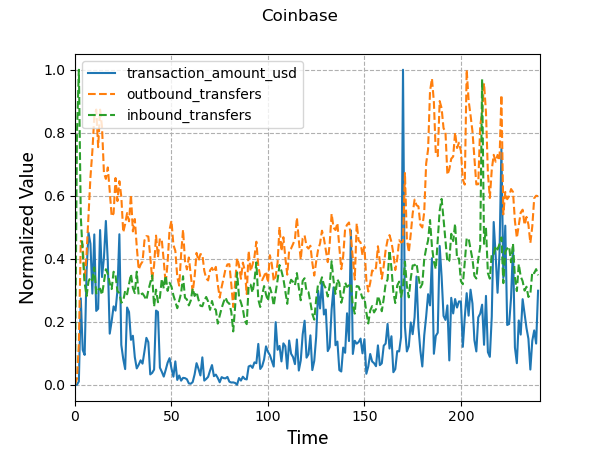 Coinbase
transaction_amount_usd
outbound_transfers
inbound_transfers
Normalized Value
1.0
0.8
0.6
0.4
0.2
0.0
0 50 100 150 200
Time